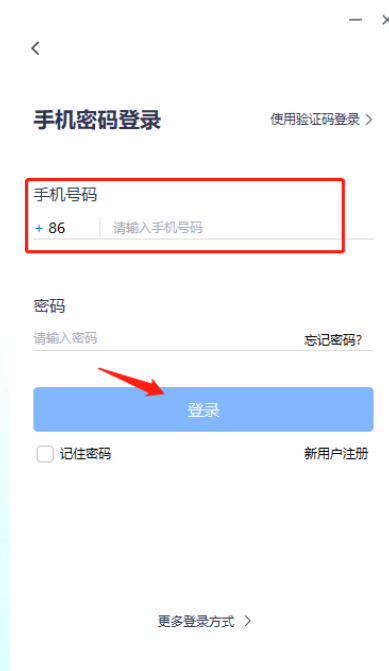 手机密码登录
使用验证码登录
手机号码
+ 86 请输入手机号码
密码
请输入密码 忘记密码?
登录
记住密码 新用户注册
更多登录方式